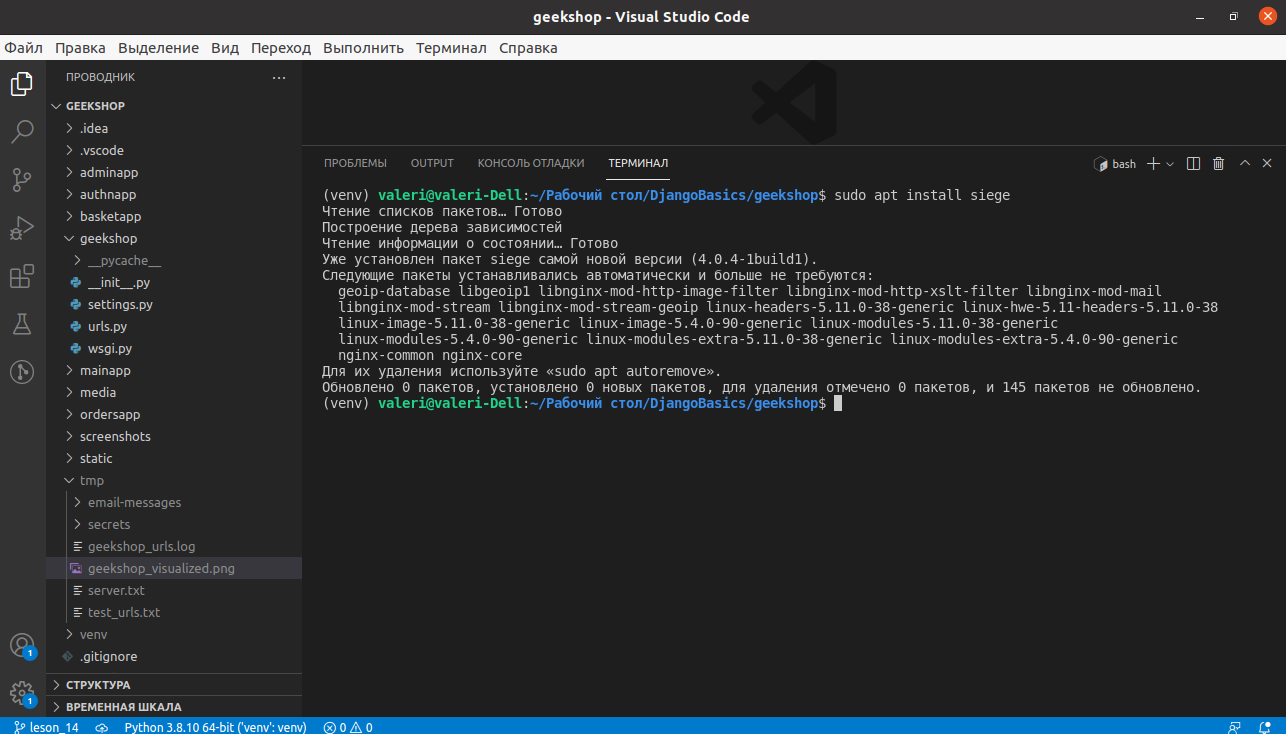 geekshop - Visual Studio Code
Файл Правка Выделение Вид Переход Выполнить Терминал Справка
ПРОВОДНИК
GEEKSHOP
.idea
.vscode
adminapp
authnapp
basketapp
geekshop
__pycache__
__init__.py
settings.py
urls.py
wsgi.py
mainapp
media
ordersapp
screenshots
static
tmp
email-messages
secrets
geekshop_urls.log
geekshop_visualized.png
server.txt
test_urls.txt
venv
.gitignore
СТРУКТУРА
ВРЕМЕННАЯ ШКАЛА
ПРОБЛЕМЫ OUTPUT КОНСОЛЬ ОТЛАДКИ ТЕРМИНАЛ bash
(venv) valeri@valeri-Dell:~/Рабочий стол/DjangoBasics/geekshop$ sudo apt install siege
Чтение списков пакетов… Готово
Построение дерева зависимостей
Чтение информации о состоянии… Готово
Уже установлен пакет siege самой новой версии (4.0.4-1build1).
Следующие пакеты устанавливались автоматически и больше не требуются:
geoip-database libgeoip1 libnginx-mod-http-image-filter libnginx-mod-http-xslt-filter libnginx-mod-mail
libnginx-mod-stream libnginx-mod-stream-geoip linux-headers-5.11.0-38-generic linux-hwe-5.11-headers-5.11.0-38
linux-image-5.11.0-38-generic linux-image-5.4.0-90-generic linux-modules-5.11.0-38-generic
linux-modules-5.4.0-90-generic linux-modules-extra-5.11.0-38-generic linux-modules-extra-5.4.0-90-generic
nginx-common nginx-core
Для их удаления используйте «sudo apt autoremove».
Обновлено 0 пакетов, установлено 0 новых пакетов, для удаления отмечено 0 пакетов, и 145 пакетов не обновлено.
(venv) valeri@valeri-Dell:~/Рабочий стол/DjangoBasics/geekshop$
1
1
leson_14 Python 3.8.10 64-bit ('venv': venv) 0 0